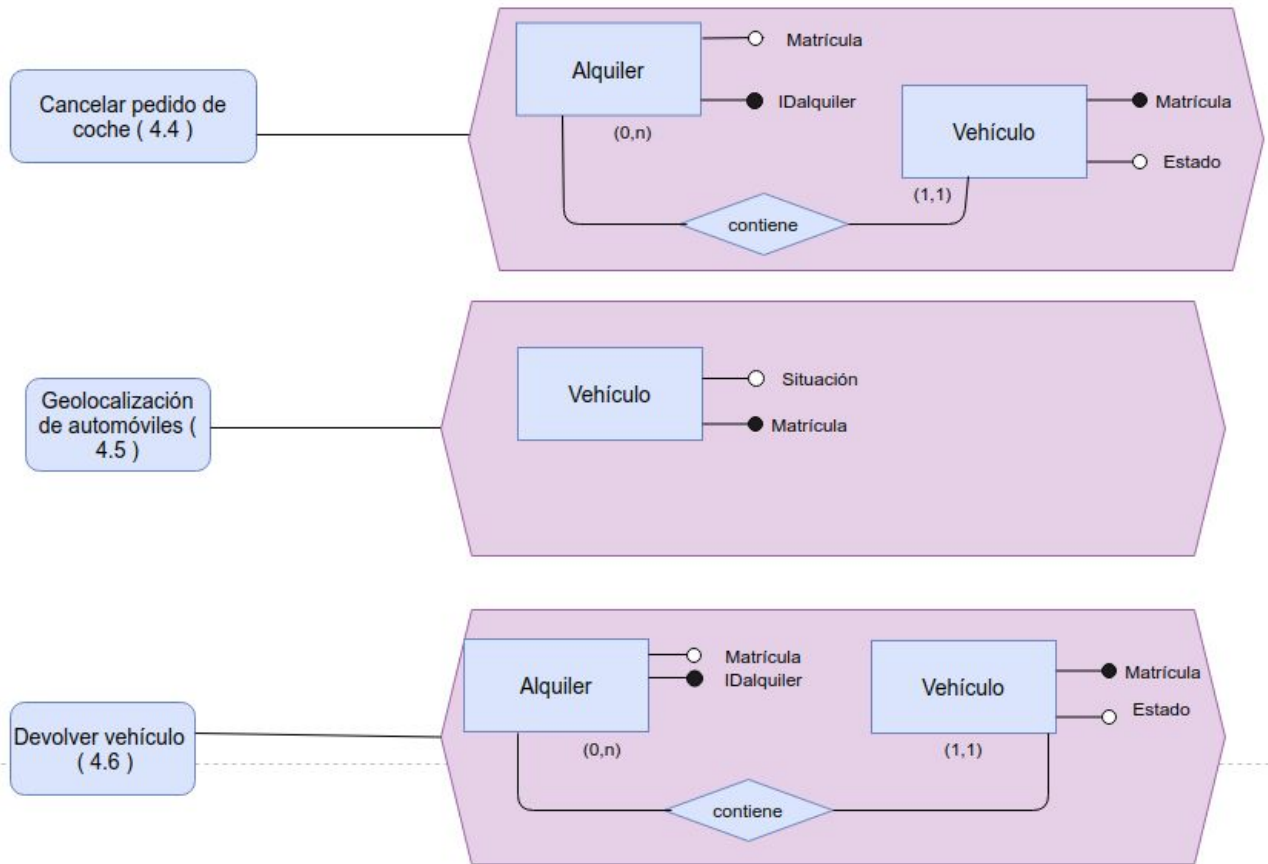 Alquiler
Matrícula
IDalquiler
(0,n)
Cancelar pedido de
coche ( 4.4 )
Vehículo
Matrícula
Estado
(1,1)
contiene
Geolocalización
de automóviles (
4.5 )
Vehículo
Situación
Matrícula
Devolver vehículo
( 4.6 )
Alquiler
Matrícula
IDalquiler
(0,n)
Vehículo
Matrícula
Estado
(1,1)
contiene